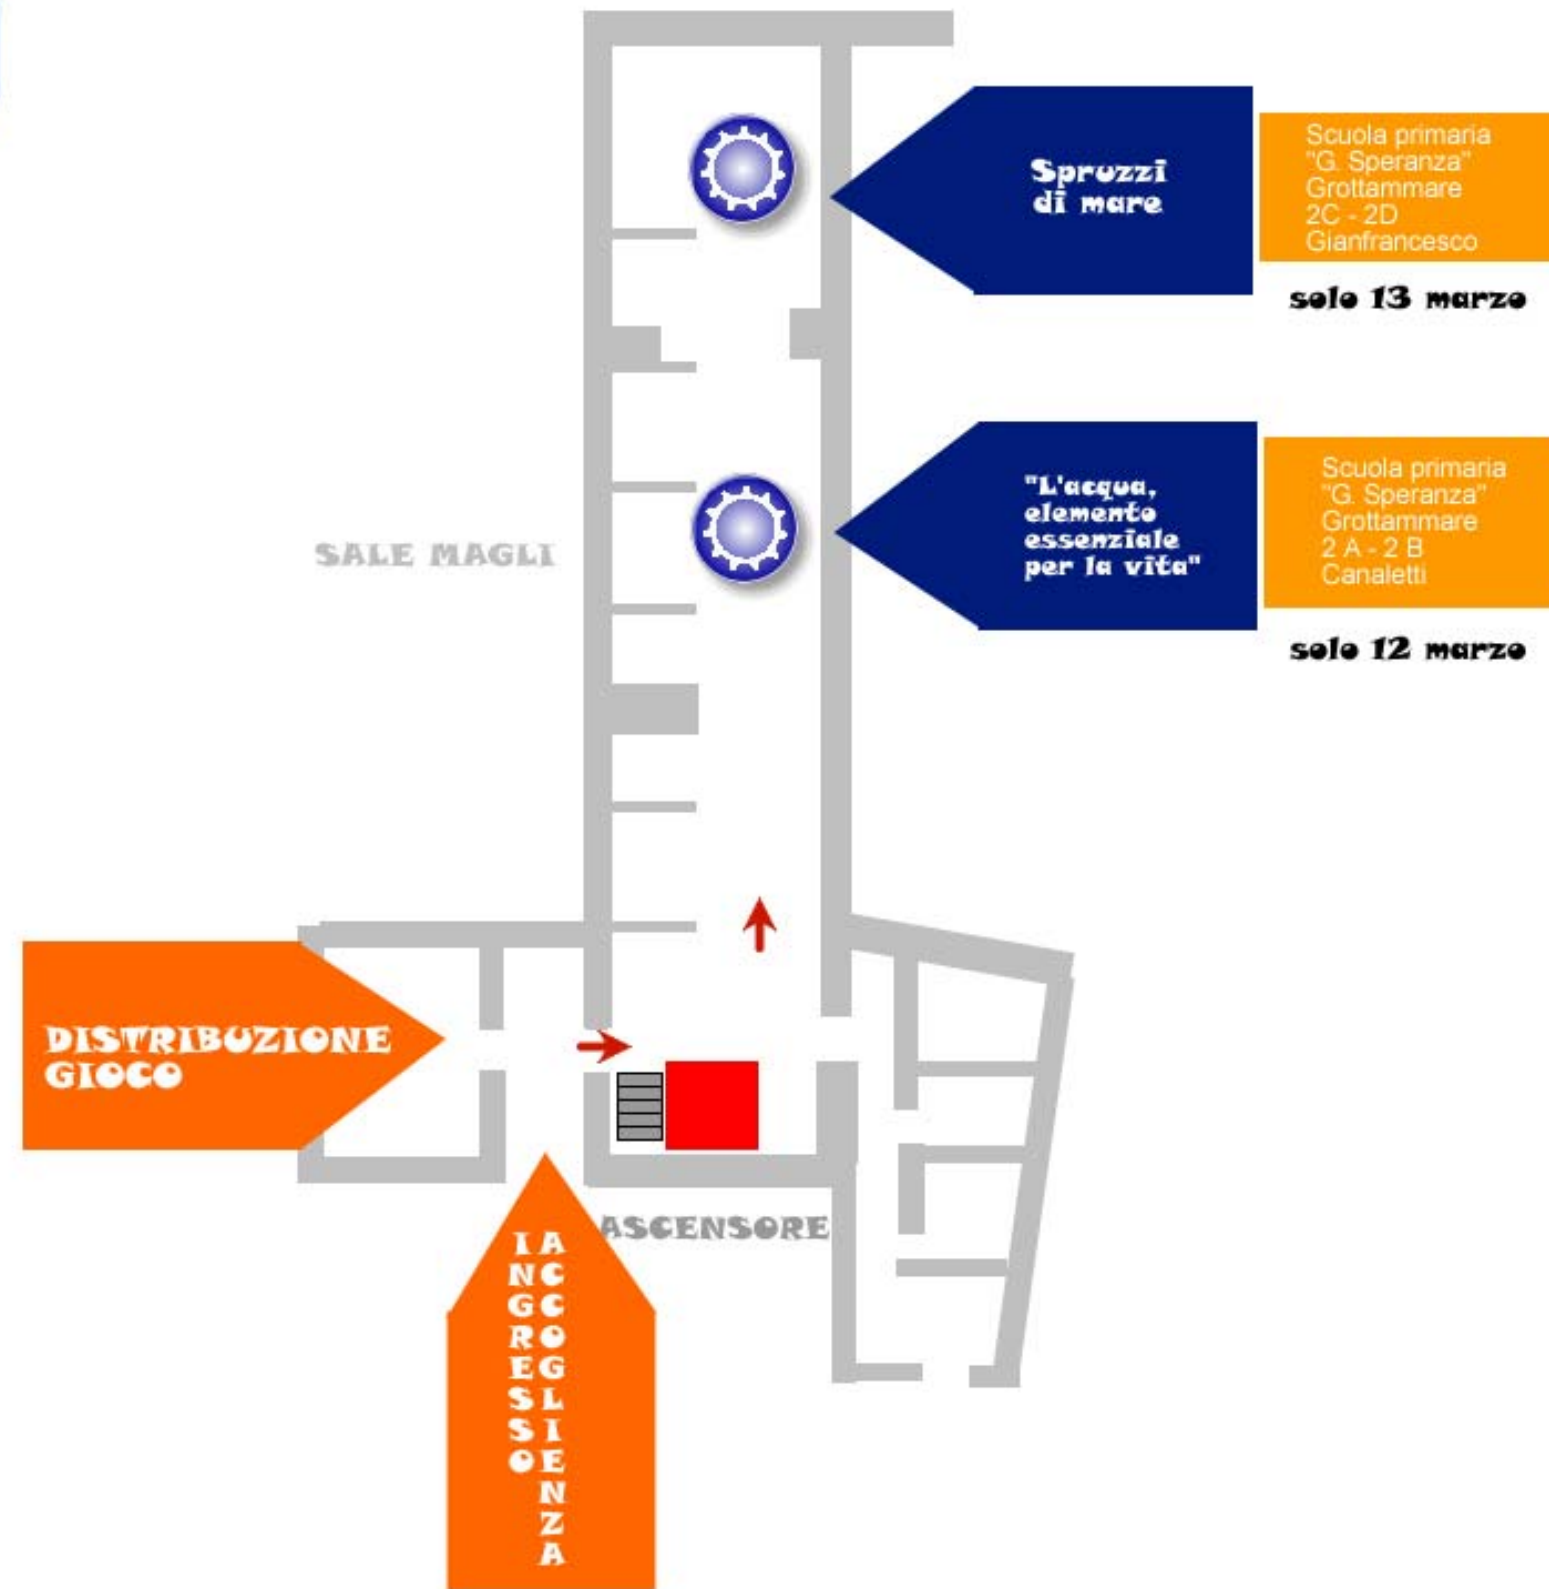 Spruzzi
di mare
Scuola primaria
"G. Speranza"
Grottammare
2C - 2D
Gianfrancesco
solo 13 marzo
"L'acqua,
elemento
essenziale
per la vita"
Scuola primaria
"G. Speranza"
Grottammare
2 A - 2 B
Canaletti
solo 12 marzo
SALE MAGLI
DISTRIBUZIONE
GIOCO
ASCENSORE
INGRESSO
ACCOGLIENZA